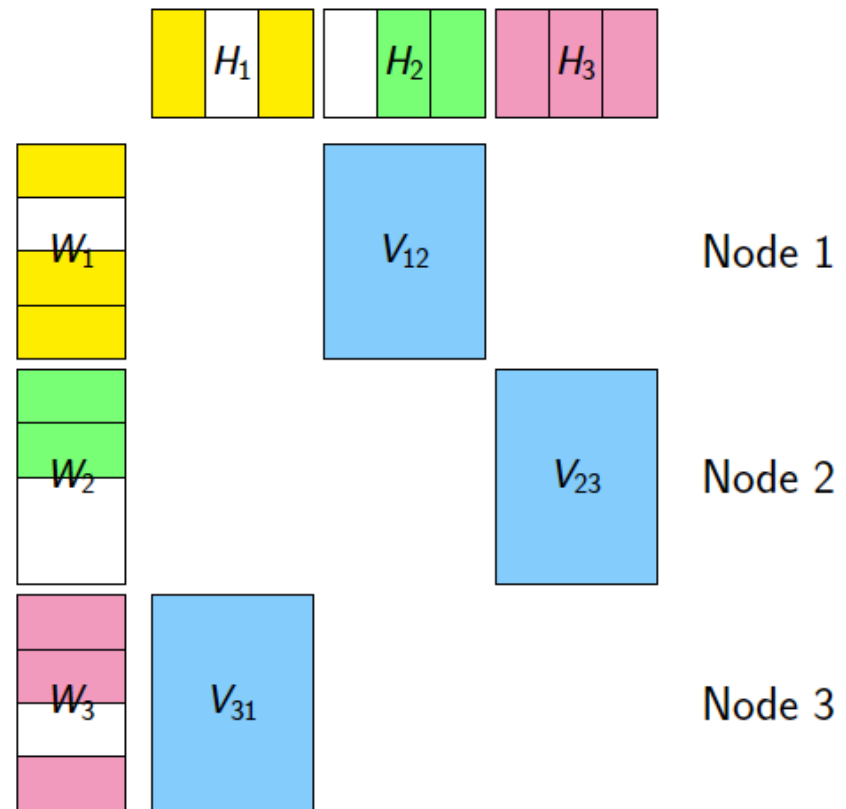 H₁ H₂ H₃
W₁ V₁₂ Node 1
W₂ V₂₃ Node 2
W₃ V₃₁ Node 3